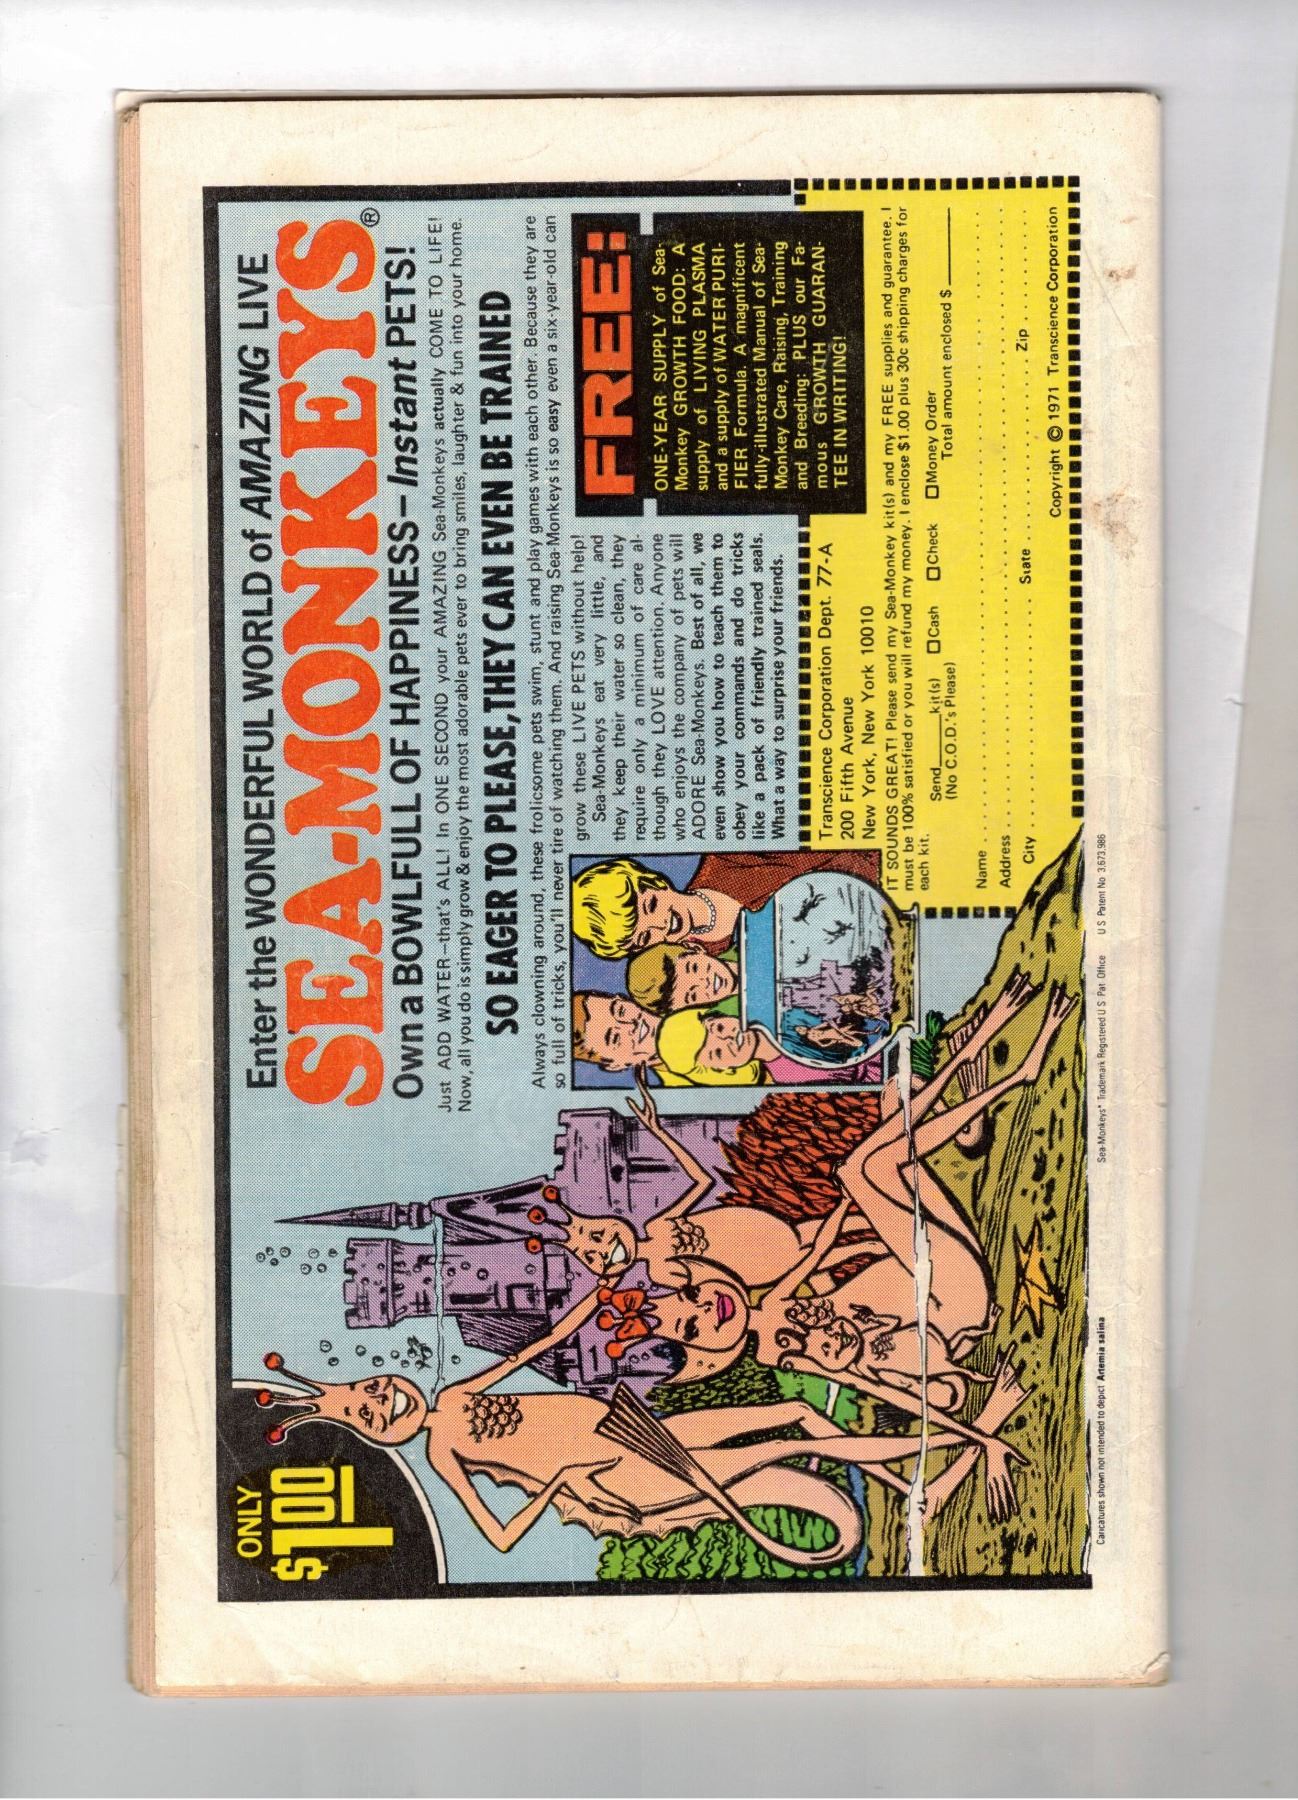 ONLY
$1.00
Enter the WONDERFUL WORLD of AMAZING LIVE
SEA-MONKEYS®
Own a BOWLFULL OF HAPPINESS—Instant PETS!
Just ADD WATER—that's ALL! In ONE SECOND your AMAZING Sea-Monkeys actually COME TO LIFE!
Now, all you do is simply grow & enjoy the most adorable pets ever to bring smiles, laughter & fun into your home.
SO EAGER TO PLEASE, THEY CAN EVEN BE TRAINED
Always clowning around, these frolicsome pets swim, stunt and play games with each other. Because they are
so full of tricks, you'll never tire of watching them. And raising Sea-Monkeys is so easy even a six-year-old can
grow these LIVE PETS without help!
Sea-Monkeys eat very little, and
they keep their water so clean, they
require only a minimum of care al-
though they LOVE attention. Anyone
who enjoys the company of pets will
ADORE Sea-Monkeys. Best of all, we
even show you how to teach them to
obey your commands and do tricks
like a pack of friendly trained seals.
What a way to surprise your friends.
FREE:
ONE-YEAR SUPPLY of Sea-
Monkey GROWTH FOOD: A
supply of LIVING PLASMA
and a supply of WATER PURI-
FIER Formula. A magnificent
fully-illustrated Manual of Sea-
Monkey Care, Raising, Training
and Breeding: PLUS our Fa-
mous GROWTH GUARAN-
TEE IN WRITING!
Transcience Corporation Dept. 77-A
200 Fifth Avenue
New York, New York 10010
IT SOUNDS GREAT! Please send my Sea-Monkey kit(s) and my FREE supplies and guarantee. I
must be 100% satisfied or you will refund my money. I enclose $1.00 plus 30c shipping charges for
each kit.
Send____kit(s) ☐Cash ☐Check ☐Money Order
(No C.O.D.'s Please) Total amount enclosed $ ______
Name
Address
City State Zip
Copyright © 1971 Transcience Corporation
Caricatures shown not intended to depict Artemia salina Sea-Monkeys® Trademark Registered U S Pat Office U S Patent No 3,673,986